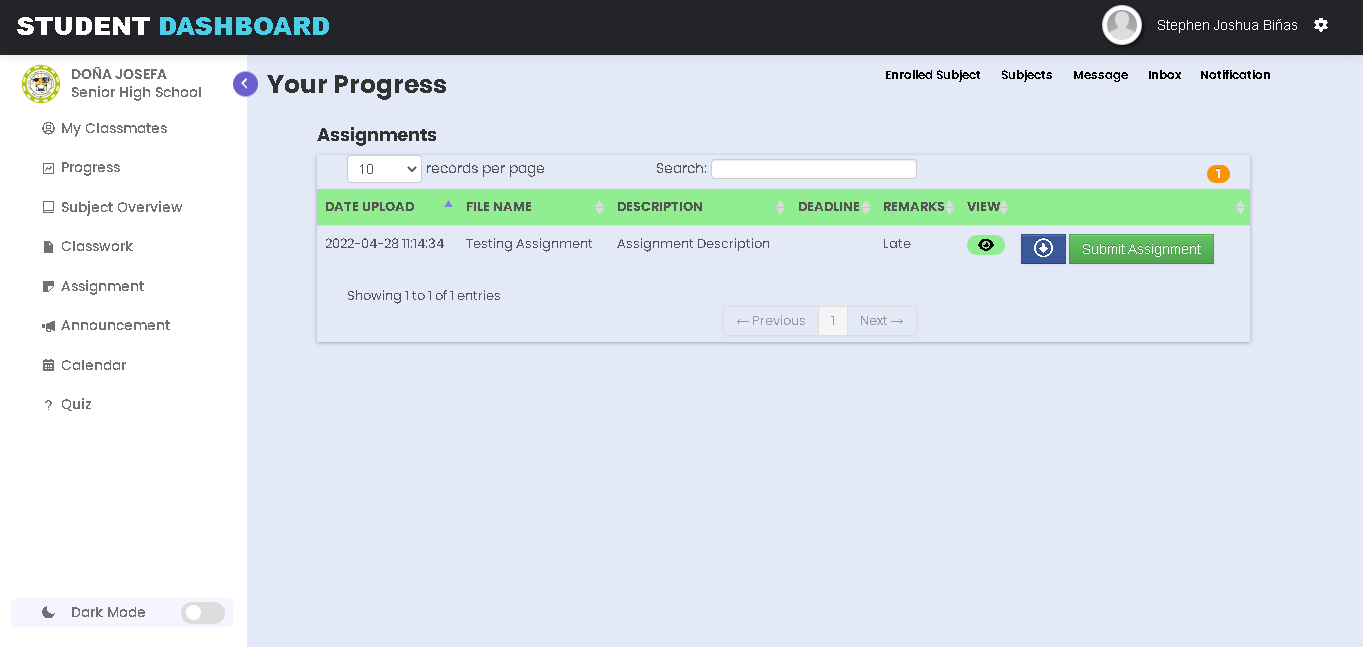 STUDENT DASHBOARD
Stephen Joshua Biñas
DOÑA JOSEFA
Senior High School
My Classmates
Progress
Subject Overview
Classwork
Assignment
Announcement
Calendar
? Quiz
Dark Mode
Your Progress
Enrolled Subject Subjects Message Inbox Notification
Assignments
10 records per page Search: 1
DATE UPLOAD FILE NAME DESCRIPTION DEADLINE REMARKS VIEW
2022-04-28 11:14:34 Testing Assignment Assignment Description Late Submit Assignment
Showing 1 to 1 of 1 entries
← Previous 1 Next →